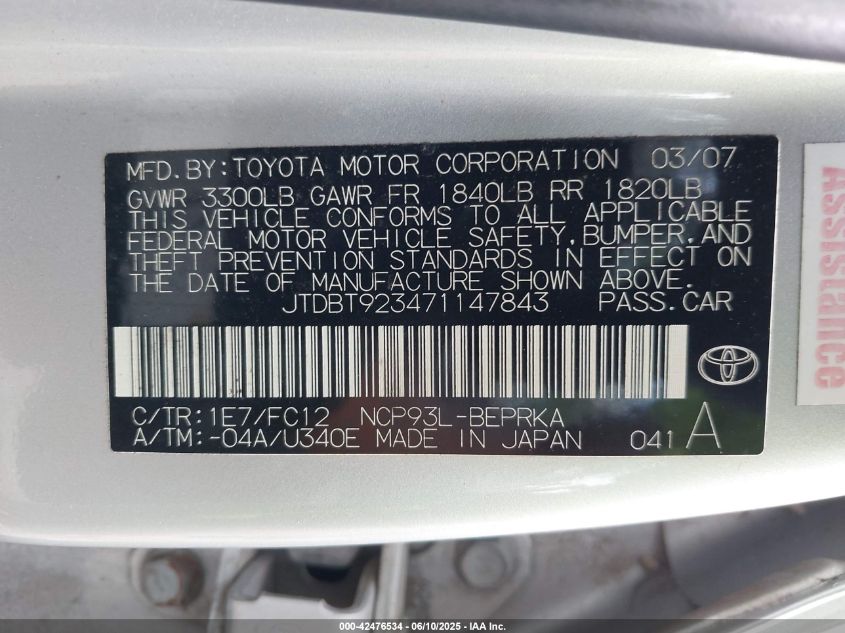 MFD.BY:TOYOTA MOTOR CORPORATION 03/07
GVWR 3300LB GAWR FR 1840LB RR 1820LB
THIS VEHICLE CONFORMS TO ALL APPLICABLE
FEDERAL MOTOR VEHICLE SAFETY,BUMPER,AND
THEFT PREVENTION STANDARDS IN EFFECT ON
THE DATE OF MANUFACTURE SHOWN ABOVE.
JTDBT923471147843 PASS.CAR
C/TR:1E7/FC12 NCP93L-BEPRKA
A/TM:-04A/U340E MADE IN JAPAN 041 A
Assistance
000-42476534 - 06/10/2025 - IAA Inc.